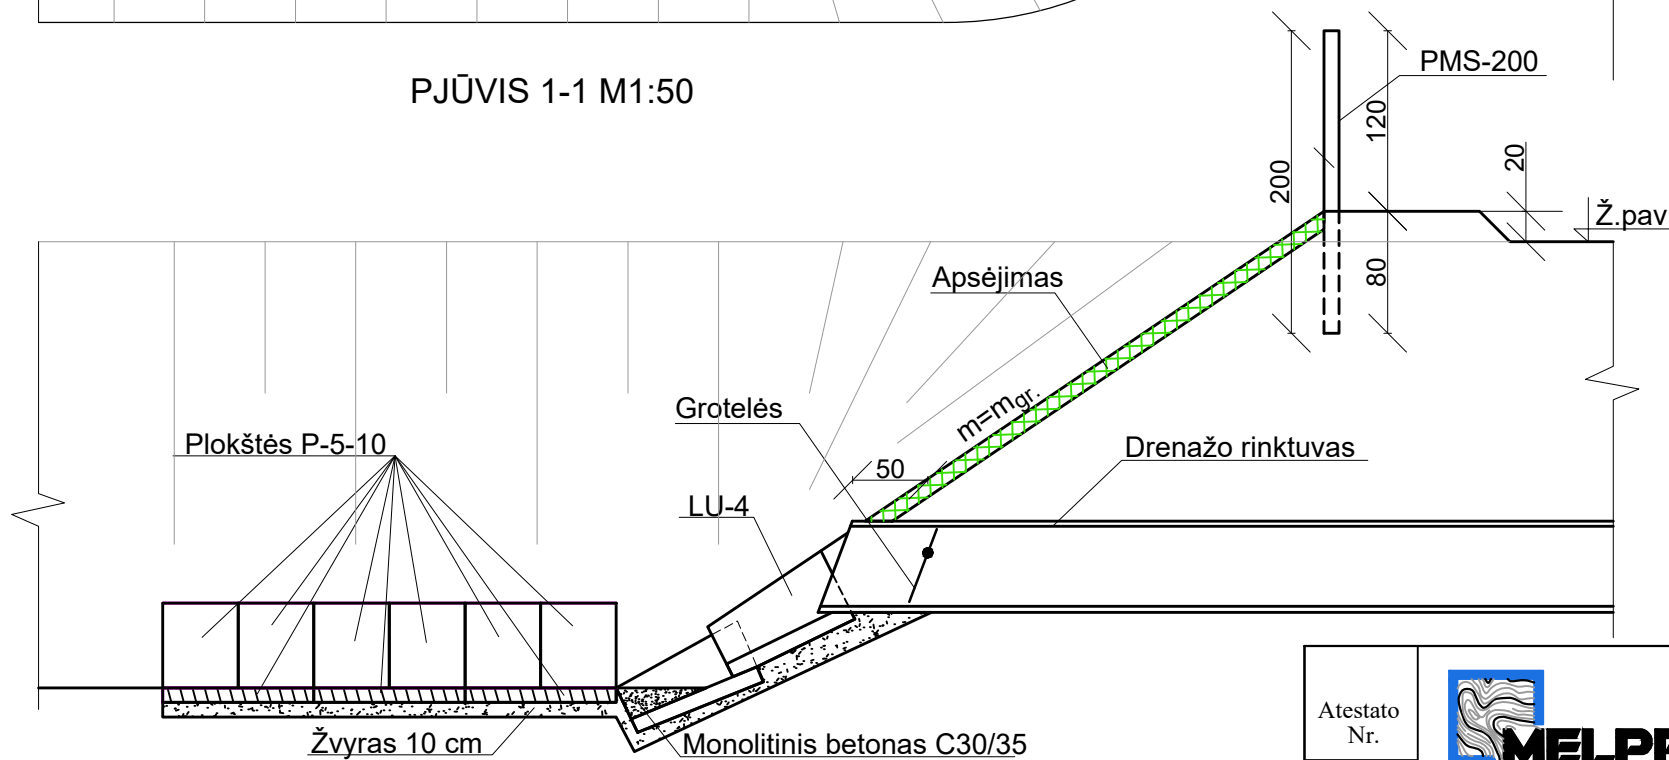 PJŪVIS 1-1 M1:50
PMS-200
200
120
20
80
Ž.pav
Apsėjimas
m=mgr.
Grotelės
Plokštės P-5-10
50
Drenažo rinktuvas
LU-4
Žvyras 10 cm
Monolitinis betonas C30/35
Atestato
Nr.